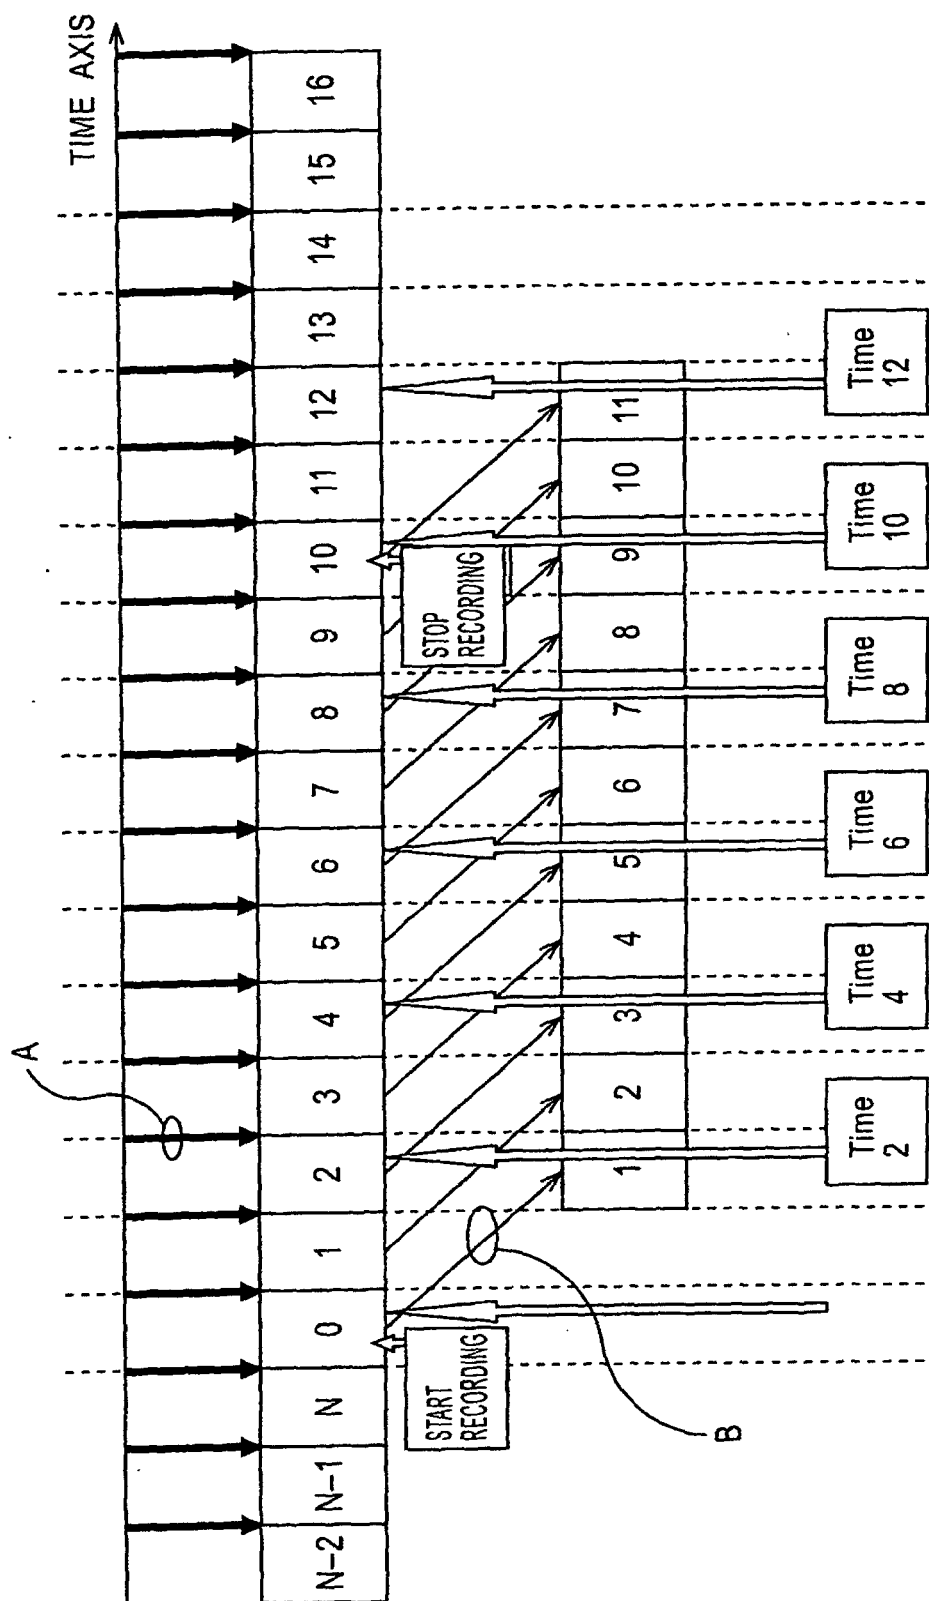 TIME AXIS
A
N-2 N-1 N 0 1 2 3 4 5 6 7 8 9 10 11 12 13 14 15 16
START
RECORDING
STOP
RECORDING
B
1 2 3 4 5 6 7 8 9 10 11
Time
2
Time
4
Time
6
Time
8
Time
10
Time
12